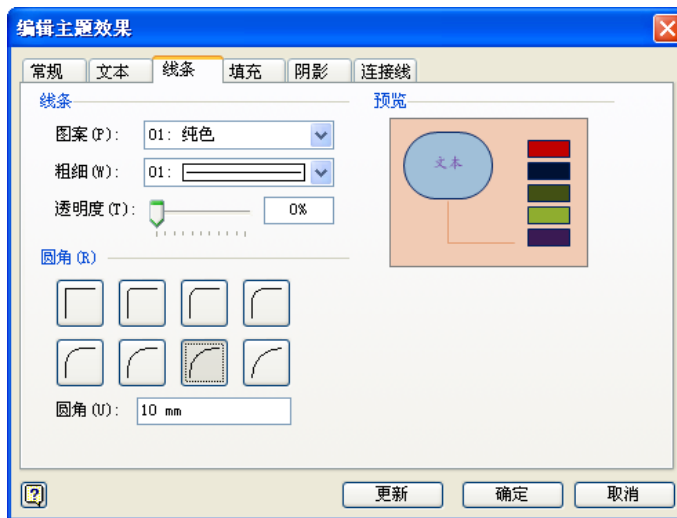 编辑主题效果
常规 文本 线条 填充 阴影 连接线
线条
图案(P): 01: 纯色
粗细(W): 01:
透明度(T): 0%
圆角(R)
圆角(U): 10 mm
预览
文本
更新 确定 取消